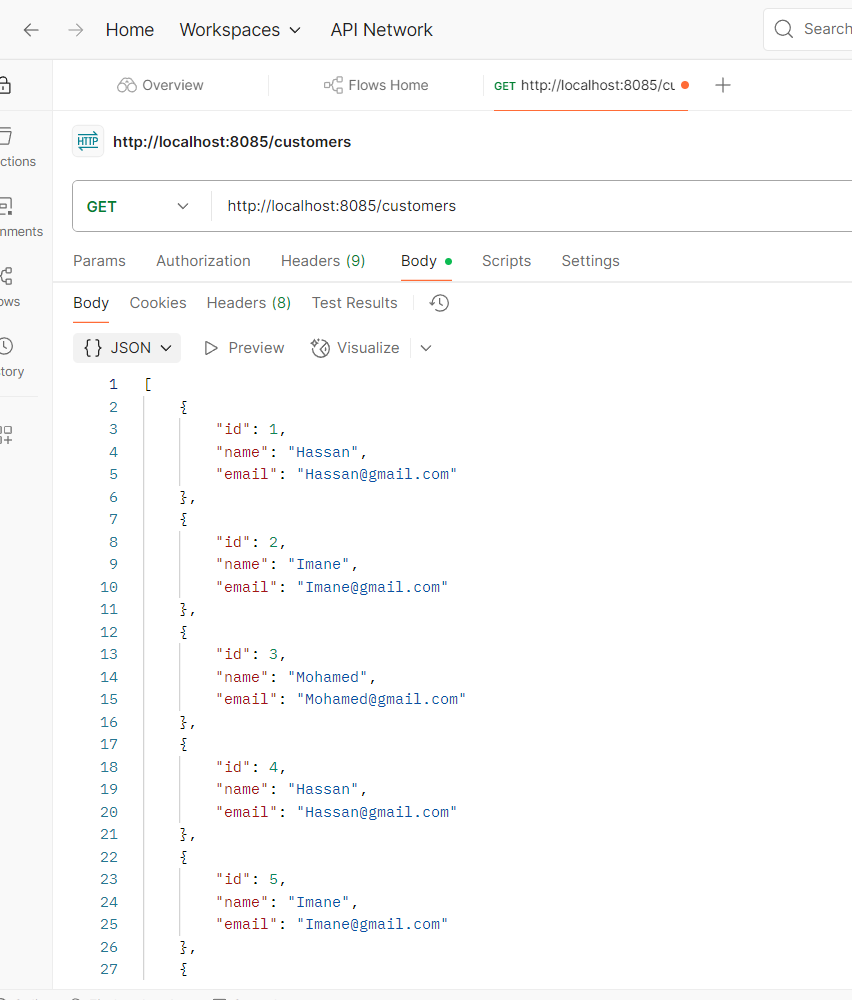 Home Workspaces API Network Search
Overview Flows Home GET http://localhost:8085/cu
HTTP http://localhost:8085/customers
ctions
GET http://localhost:8085/customers
nments
Params Authorization Headers (9) Body Scripts Settings
ows
Body Cookies Headers (8) Test Results
{} JSON Preview Visualize
tory
1 [
2 {
3 "id": 1,
4 "name": "Hassan",
5 "email": "Hassan@gmail.com"
6 },
7 {
8 "id": 2,
9 "name": "Imane",
10 "email": "Imane@gmail.com"
11 },
12 {
13 "id": 3,
14 "name": "Mohamed",
15 "email": "Mohamed@gmail.com"
16 },
17 {
18 "id": 4,
19 "name": "Hassan",
20 "email": "Hassan@gmail.com"
21 },
22 {
23 "id": 5,
24 "name": "Imane",
25 "email": "Imane@gmail.com"
26 },
27 {